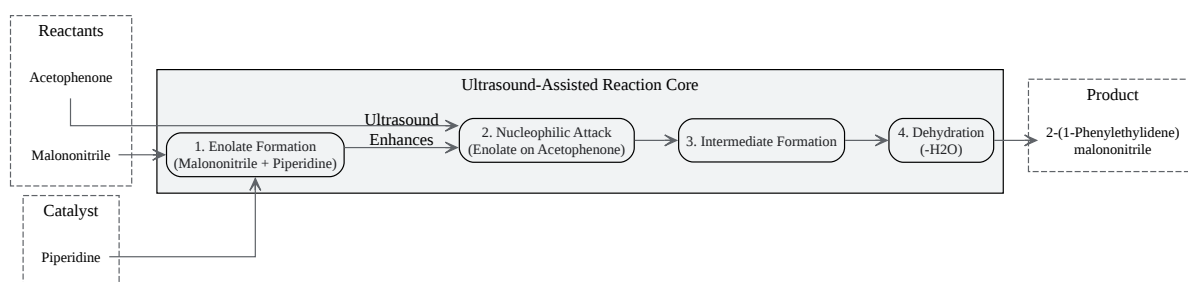 Reactants
Acetophenone
Malononitrile
Catalyst
Piperidine
Ultrasound-Assisted Reaction Core
1. Enolate Formation
(Malononitrile + Piperidine)
Ultrasound
Enhances
2. Nucleophilic Attack
(Enolate on Acetophenone)
3. Intermediate Formation
4. Dehydration
(-H2O)
Product
2-(1-Phenylethylidene)
malononitrile